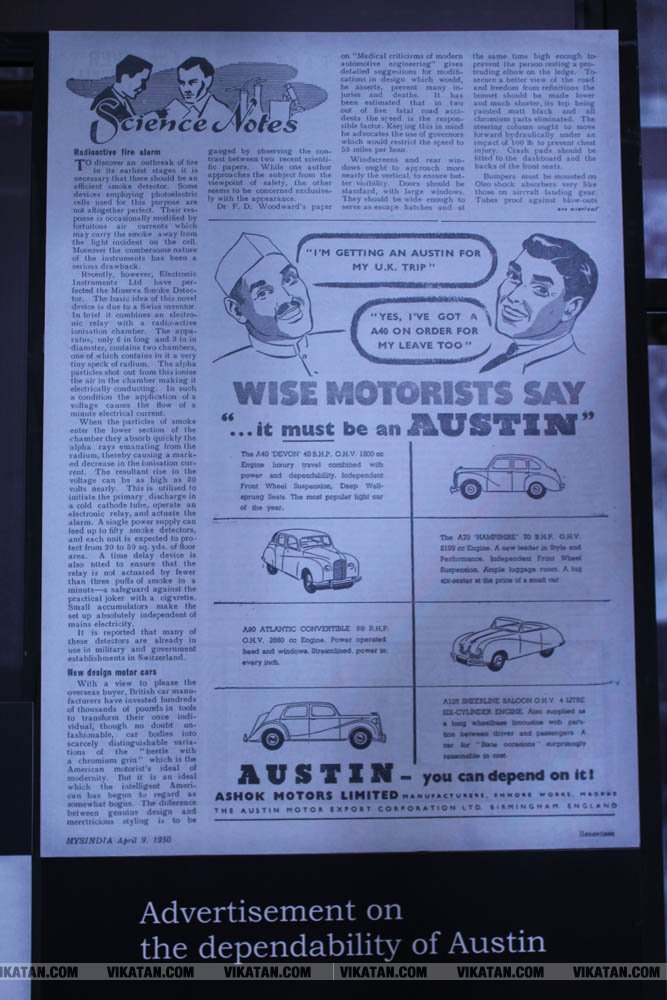 Science Notes
Radioactive fire alarm
TO discover an outbreak of fire
in its earliest stages it is
necessary that there should be an
efficient smoke detector. Some
devices employing photoelectric
cells used for this purpose are
not altogether perfect. Their res-
ponse is occasionally modified by
fortuitous air currents which
may carry the smoke away from
the light incident on the cell.
Moreover the cumbersome nature
of the instruments has been a
serious drawback.
Recently, however, Electronic
Instruments Ltd have per-
fected the Minerva Smoke Detec-
tor. The basic idea of this novel
device is due to a Swiss inventor.
In brief it combines an electro-
nic relay with a radio-active
ionisation chamber. The appa-
ratus, only 6 in long and 3 in in
diameter, contains two chambers,
one of which contains in it a very
tiny speck of radium. The alpha
particles shot out from this ionise
the air in the chamber making it
electrically conducting. In such
a condition the application of a
voltage causes the flow of a
minute electrical current.
When the particles of smoke
enter the lower section of the
chamber they absorb quickly the
alpha rays emanating from the
radium, thereby causing a mark-
ed decrease in the ionisation cur-
rent. The resultant rise in the
voltage can be as high as 30
volts nearly. This is utilised to
initiate the primary discharge in
a cold cathode tube, operate an
electronic relay, and actuate the
alarm. A single power supply can
feed up to fifty smoke detectors,
and each unit is expected to pro-
tect from 20 to 50 sq. yds. of floor
area. A time delay device is
also fitted to ensure that the
relay is not actuated by fewer
than three puffs of smoke in a
minute—a safeguard against the
practical joker with a cigarette.
Small accumulators make the
set up absolutely independent of
mains electricity.
It is reported that many of
these detectors are already in
use in military and government
establishments in Switzerland.
New design motor cars
With a view to please the
overseas buyer, British car manu-
facturers have invested hundreds
of thousands of pounds in tools
to transform their once indi-
vidual, though no doubt un-
fashionable, car bodies into
scarcely distinguishable varia-
tions of the "beetle with
a chromium grin" which is the
American motorist's ideal of
modernity. But it is an ideal
which the intelligent Ameri-
can has begun to regard as
somewhat bogus. The difference
between genuine design and
meretricious styling is to be
gauged by observing the con-
trast between two recent scienti-
fic papers. While one author
approaches the subject from the
viewpoint of safety, the other
seems to be concerned exclusive-
ly with the appearance.
Dr F. D. Woodward's paper
on "Medical criticisms of modern
automotive engineering" gives
detailed suggestions for modifi-
cations in design which would,
he asserts, prevent many in-
juries and deaths. It has
been estimated that in two
out of five fatal road acci-
dents the speed is the respon-
sible factor. Keeping this in mind
he advocates the use of governors
which would restrict the speed to
55 miles per hour.
Windscreens and rear win-
dows ought to approach more
nearly the vertical, to ensure bet-
ter visibility. Doors should be
standard, with large windows.
They should be wide enough to
serve as escape hatches and at
the same time high enough to
prevent the person resting a pro-
truding elbow on the ledge. To
secure a better view of the road
and freedom from reflections the
bonnet should be made lower
and much shorter, its top being
painted matt black and all
chromium parts eliminated. The
steering column ought to move
forward hydraulically under an
impact of 100 lb to prevent chest
injury. Crash pads should be
fitted to the dashboard and the
backs of the front seats.
Bumpers must be mounted on
Oleo shock absorbers very like
those on aircraft landing gear.
Tubes proof against blow-outs
see overleaf
"I'M GETTING AN AUSTIN FOR
MY U.K. TRIP"
"YES, I'VE GOT A
A40 ON ORDER FOR
MY LEAVE TOO"
WISE MOTORISTS SAY
"...it must be an AUSTIN"
The A40 'DEVON' 40 B.H.P. O.H.V. 1200 cc
Engine luxury travel combined with
power and dependability. Independent
Front Wheel Suspension, Deep Well-
sprung Seats. The most popular light car
of the year.
The A70 'HAMPSHIRE' 70 B.H.P. O.H.V.
2199 cc Engine. A new leader in Style and
Performance. Independent Front Wheel
Suspension. Ample luggage room. A big
six-seater at the price of a small car.
A90 ATLANTIC CONVERTIBLE 88 B.H.P.
O.H.V. 2660 cc Engine. Power operated
head and windows. Streamlined, power in
every inch.
A125 SHEERLINE SALOON O.H.V. 4 LITRE
SIX-CYLINDER ENGINE. Also supplied as
a long wheelbase limousine with parti-
tion between driver and passengers. A
car for "State occasions" surprisingly
reasonable in cost.
AUSTIN – you can depend on it!
ASHOK MOTORS LIMITED MANUFACTURERS, ENNORE WORKS, MADRAS
THE AUSTIN MOTOR EXPORT CORPORATION LTD. BIRMINGHAM ENGLAND
MYSINDIA April 9, 1950
Seventeen
Advertisement on
the dependability of Austin
VIKATAN.COM VIKATAN.COM VIKATAN.COM VIKATAN.COM VIKATAN.COM VIKATAN.COM